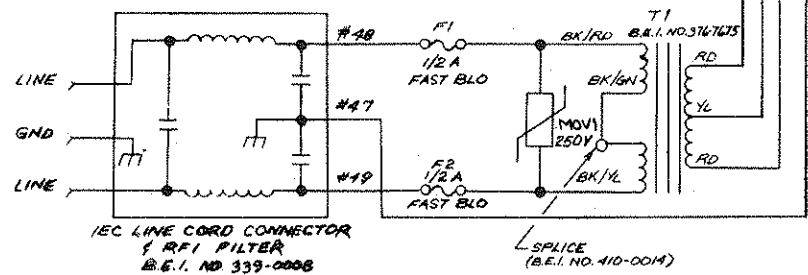 #48
F1
1/2 A
FAST BLO
BK/RD
T1
B.E.I. NO. 376-7675
RD
LINE
BK/GN
YL
#47
GND
MOV1
250V
RD
LINE
#49
F2
1/2 A
FAST BLO
BK/YL
IEC LINE CORD CONNECTOR
& RFI FILTER
B.E.I. NO 339-0008
SPLICE
(B.E.I. NO. 410-0014)